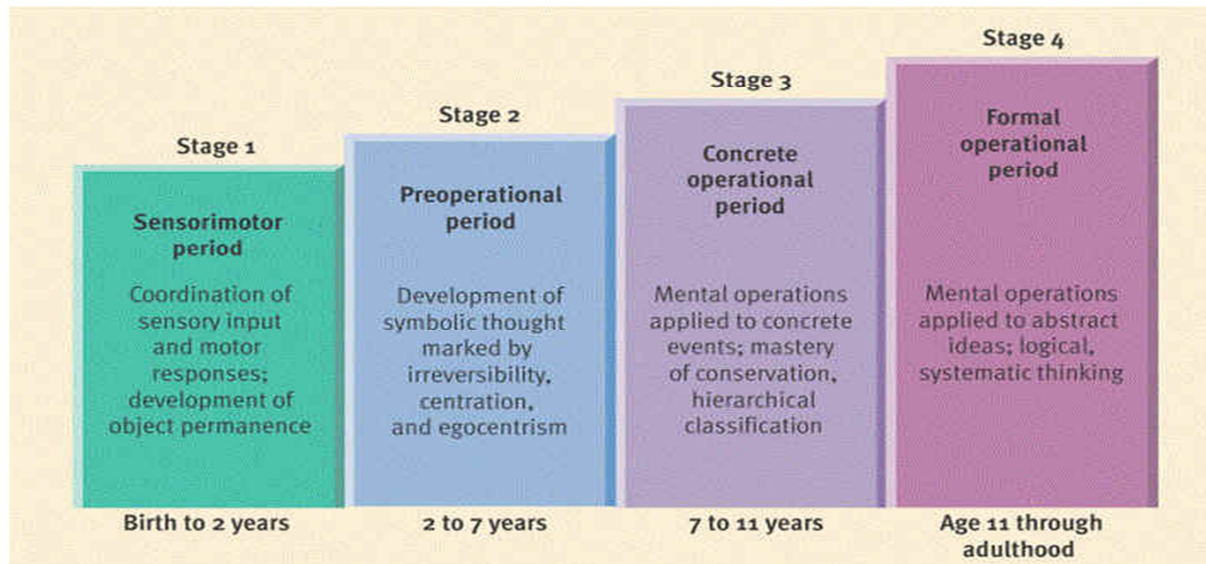 Stage 1
Sensorimotor
period
Coordination of
sensory input
and motor
responses;
development of
object permanence
Birth to 2 years
Stage 2
Preoperational
period
Development of
symbolic thought
marked by
irreversibility,
centration,
and egocentrism
2 to 7 years
Stage 3
Concrete
operational
period
Mental operations
applied to concrete
events; mastery
of conservation,
hierarchical
classification
7 to 11 years
Stage 4
Formal
operational
period
Mental operations
applied to abstract
ideas; logical,
systematic thinking
Age 11 through
adulthood